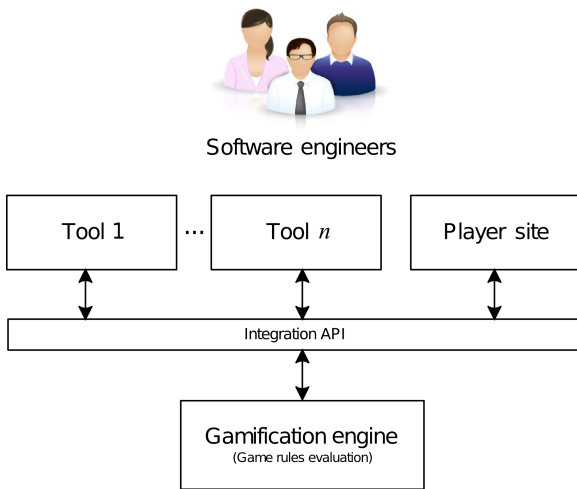 Software engineers
Tool 1 ... Tool n Player site
Integration API
Gamification engine
(Game rules evaluation)